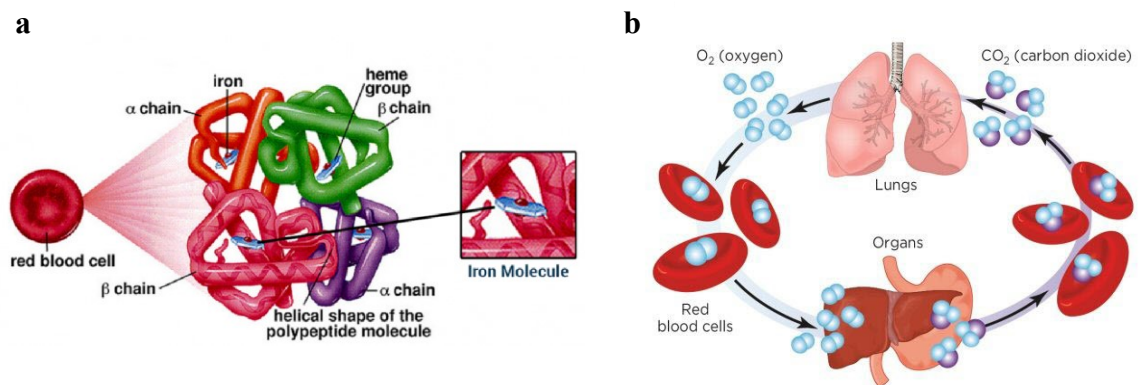 a
iron
heme
group
α chain
β chain
red blood cell
β chain
α chain
helical shape of the
polypeptide molecule
Iron Molecule
b
O₂ (oxygen)
CO₂ (carbon dioxide)
Lungs
Organs
Red
blood cells